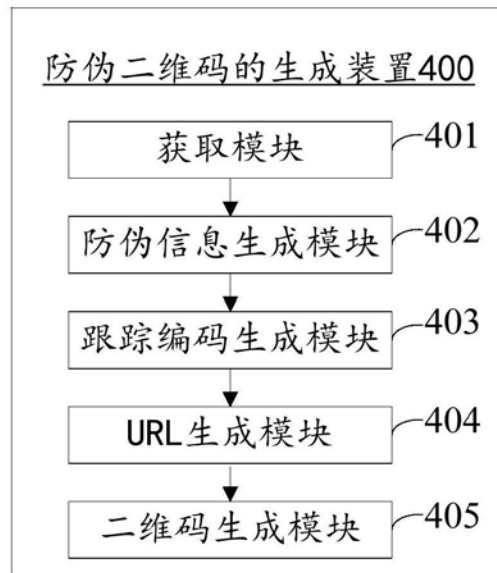 防伪二维码的生成装置400
获取模块 401
防伪信息生成模块 402
跟踪编码生成模块 403
URL生成模块 404
二维码生成模块 405